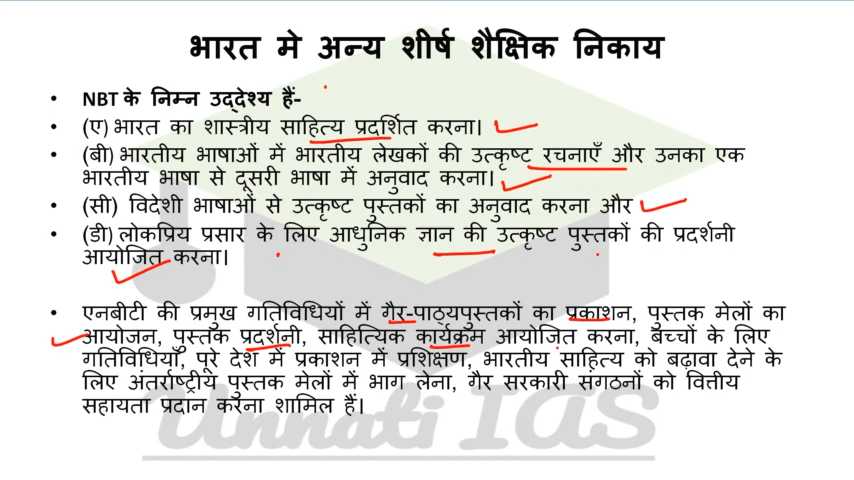 भारत मे अन्य शीर्ष शैक्षिक निकाय
• NBT के निम्न उद्देश्य हैं-
• (ए) भारत का शास्त्रीय साहित्य प्रदर्शित करना।
• (बी) भारतीय भाषाओं में भारतीय लेखकों की उत्कृष्ट रचनाएँ और उनका एक
भारतीय भाषा से दूसरी भाषा में अनुवाद करना।
• (सी) विदेशी भाषाओं से उत्कृष्ट पुस्तकों का अनुवाद करना और
• (डी) लोकप्रिय प्रसार के लिए आधुनिक ज्ञान की उत्कृष्ट पुस्तकों की प्रदर्शनी
आयोजित करना।
• एनबीटी की प्रमुख गतिविधियों में गैर-पाठ्यपुस्तकों का प्रकाशन, पुस्तक मेलों का
आयोजन, पुस्तक प्रदर्शनी, साहित्यिक कार्यक्रम आयोजित करना, बच्चों के लिए
गतिविधियाँ, पूरे देश में प्रकाशन में प्रशिक्षण, भारतीय साहित्य को बढ़ावा देने के
लिए अंतर्राष्ट्रीय पुस्तक मेलों में भाग लेना, गैर सरकारी संगठनों को वित्तीय
सहायता प्रदान करना शामिल हैं।
Unnati IAS